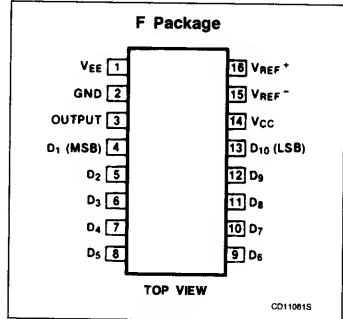 F Package
VEE 1 16 VREF+
GND 2 15 VREF-
OUTPUT 3 14 VCC
D1 (MSB) 4 13 D10 (LSB)
D2 5 12 D9
D3 6 11 D8
D4 7 10 D7
D5 8 9 D6
TOP VIEW
CD11081S